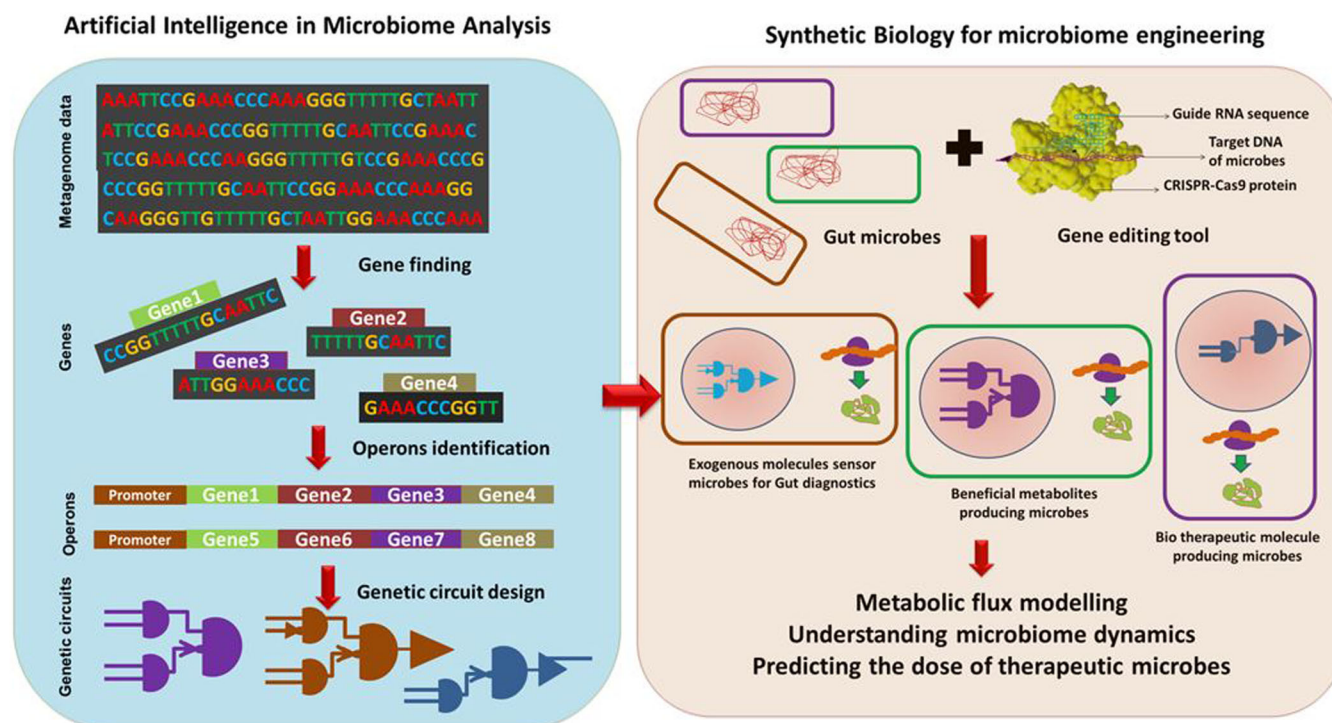 Artificial Intelligence in Microbiome Analysis
Metagenome data
AAATTCCGAAACCCAAAGGGTTTTTGCTAATT
ATTCCGAAACCCGGTTTTTGCAATTCCGAAAC
TCCGAAACCCAAGGGTTTTTGTCCGAAACCCG
CCCGGTTTTTGCAATTCCGGAAACCCAAAGG
CAAGGGTTGTTTTTGCTAATTGGAAACCCAAA
Gene finding
Genes
Gene1
CCGGTTTTTGCAATTC
Gene2
TTTTTGCAATTC
Gene3
ATTGGAAACCC
Gene4
GAAACCCGGTT
Operons identification
Operons
Promoter Gene1 Gene2 Gene3 Gene4
Promoter Gene5 Gene6 Gene7 Gene8
Genetic circuit design
Genetic circuits
Synthetic Biology for microbiome engineering
Guide RNA sequence
Target DNA
of microbes
CRISPR-Cas9 protein
Gut microbes
Gene editing tool
Exogenous molecules sensor
microbes for Gut diagnostics
Beneficial metabolites
producing microbes
Bio therapeutic molecule
producing microbes
Metabolic flux modelling
Understanding microbiome dynamics
Predicting the dose of therapeutic microbes